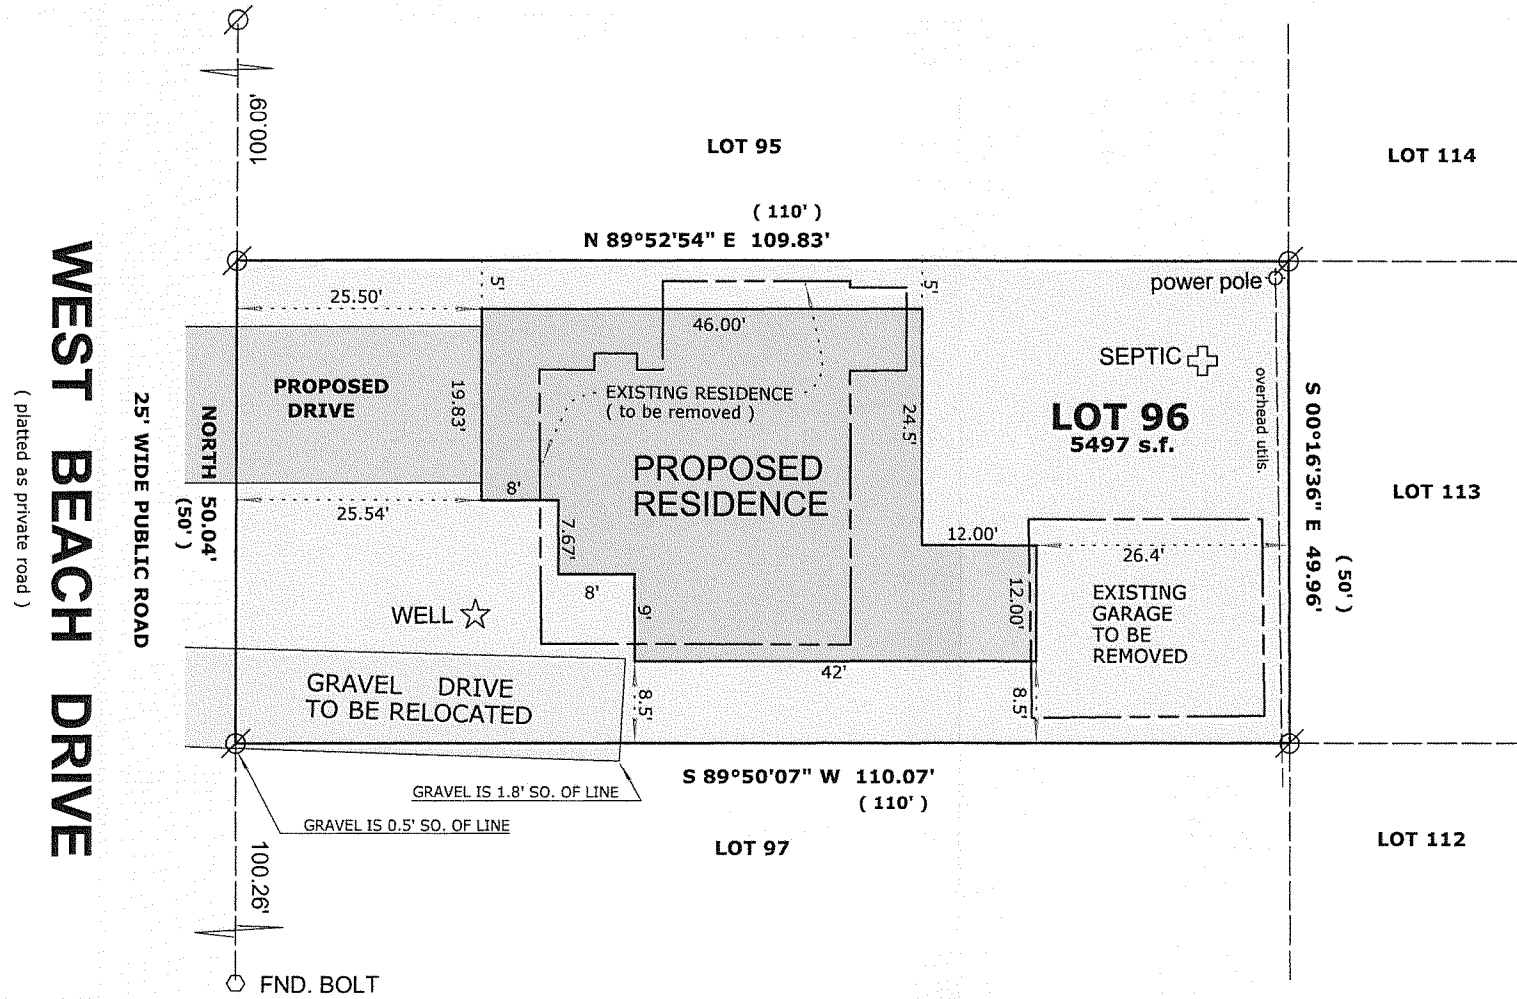 100.09'
LOT 95
LOT 114
( 110' )
N 89°52'54" E 109.83'
power pole
5'
5'
25.50'
46.00'
SEPTIC
EXISTING RESIDENCE
( to be removed )
PROPOSED
DRIVE
19.83'
24.5'
overhead utils.
LOT 96
5497 s.f.
WEST BEACH DRIVE
( platted as private road )
25' WIDE PUBLIC ROAD
NORTH 50.04'
(50' )
PROPOSED
RESIDENCE
S 00°16'36" E 49.96'
( 50' )
LOT 113
8'
25.54'
7.67'
12.00'
26.4'
8'
9'
12.00'
EXISTING
GARAGE
TO BE
REMOVED
WELL
42'
GRAVEL DRIVE
TO BE RELOCATED
8.5'
8.5'
S 89°50'07" W 110.07'
( 110' )
GRAVEL IS 1.8' SO. OF LINE
GRAVEL IS 0.5' SO. OF LINE
LOT 97
LOT 112
100.26'
FND. BOLT